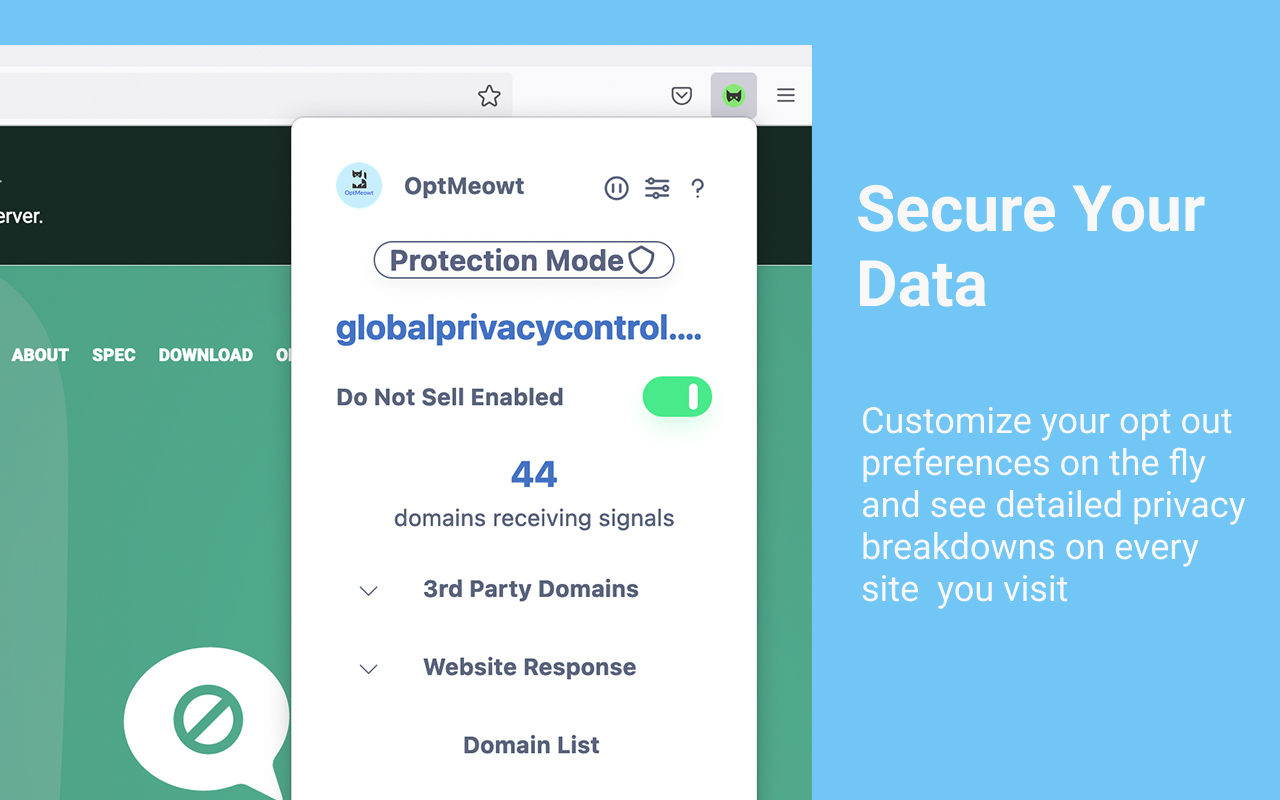 erver.
ABOUT SPEC DOWNLOAD
OptMeowt
OptMeowt
?
Protection Mode
globalprivacycontrol....
Do Not Sell Enabled
44
domains receiving signals
3rd Party Domains
Website Response
Domain List
Secure Your
Data
Customize your opt out
preferences on the fly
and see detailed privacy
breakdowns on every
site you visit